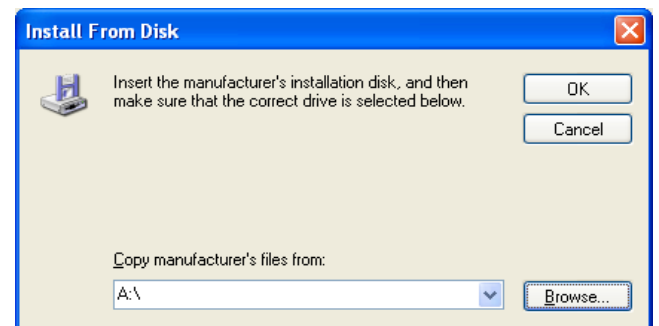 Install From Disk
Insert the manufacturer's installation disk, and then
make sure that the correct drive is selected below.
OK
Cancel
Copy manufacturer's files from:
A:\
Browse...